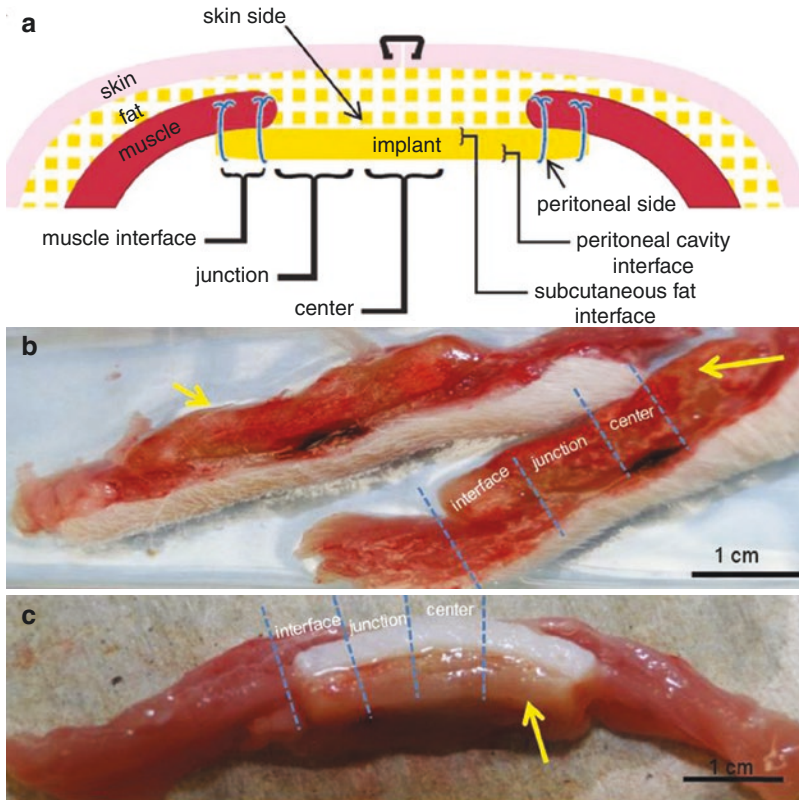 a
skin side
skin
fat
muscle
implant
peritoneal side
muscle interface
peritoneal cavity
interface
junction
subcutaneous fat
interface
center
b
interface
junction
center
1 cm
c
interface
junction
center
1 cm